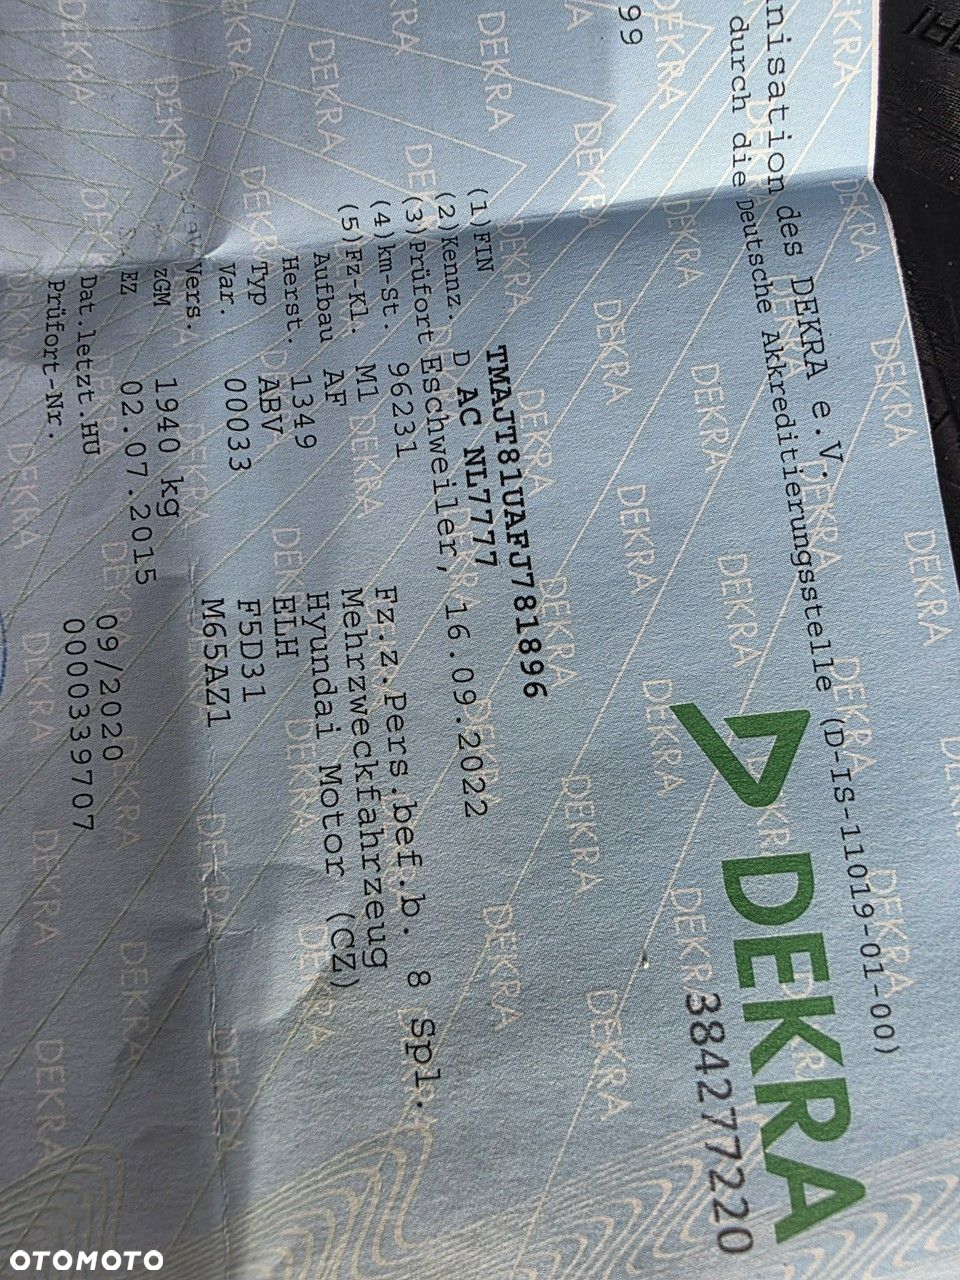 nisation des DEKRA e.V.
durch die Deutsche Akkreditierungsstelle (D-IS-11019-01-00)
DEKRA
384277220
99
(1)FIN TMAJT81UAFJ781896
(2)Kennz. D AC NL7777
(3)Prüfort Eschweiler, 16.09.2022
(4)km-St. 96231
(5)Fz-Kl. M1 Fz.z.Pers.bef.b. 8 Spl.
Aufbau AF Mehrzweckfahrzeug
Herst. 1349 Hyundai Motor (CZ)
Typ ABV ELH
Var. 00033 F5D31
Vers. M65AZ1
zGM 1940 kg
EZ 02.07.2015
Dat.letzt.HU 09/2020
Prüfort-Nr. 0000339707
OTOMOTO